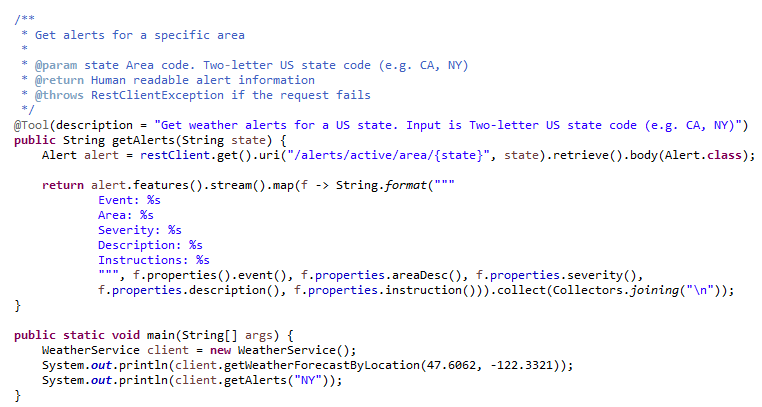 /**
 * Get alerts for a specific area
 *
 * @param state Area code. Two-letter US state code (e.g. CA, NY)
 * @return Human readable alert information
 * @throws RestClientException if the request fails
 */
@Tool(description = "Get weather alerts for a US state. Input is Two-letter US state code (e.g. CA, NY)")
public String getAlerts(String state) {
    Alert alert = restClient.get().uri("/alerts/active/area/{state}", state).retrieve().body(Alert.class);

    return alert.features().stream().map(f -> String.format("""
            Event: %s
            Area: %s
            Severity: %s
            Description: %s
            Instructions: %s
            """, f.properties().event(), f.properties.areaDesc(), f.properties.severity(),
            f.properties.description(), f.properties.instruction())).collect(Collectors.joining("\n"));
}

public static void main(String[] args) {
    WeatherService client = new WeatherService();
    System.out.println(client.getWeatherForecastByLocation(47.6062, -122.3321));
    System.out.println(client.getAlerts("NY"));
}